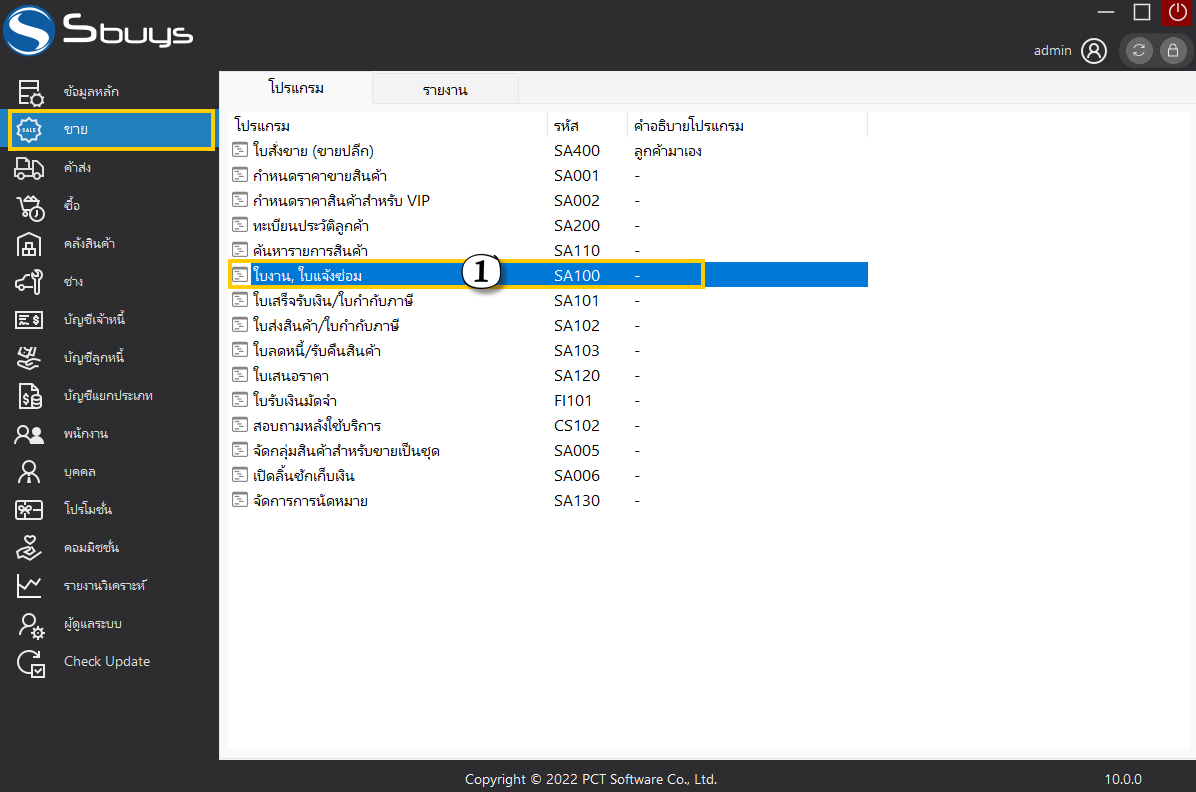 Sbuys
admin
ข้อมูลหลัก
SALE ขาย
ค้าส่ง
ซื้อ
คลังสินค้า
ช่าง
บัญชีเจ้าหนี้
บัญชีลูกหนี้
บัญชีแยกประเภท
พนักงาน
บุคคล
โปรโมชั่น
คอมมิชชั่น
รายงานวิเคราะห์
ผู้ดูแลระบบ
Check Update
โปรแกรม รายงาน
โปรแกรม รหัส คำอธิบายโปรแกรม
ใบสั่งขาย (ขายปลีก) SA400 ลูกค้ามาเอง
กำหนดราคาขายสินค้า SA001 -
กำหนดราคาสินค้าสำหรับ VIP SA002 -
ทะเบียนประวัติลูกค้า SA200 -
ค้นหารายการสินค้า SA110 -
ใบงาน, ใบแจ้งซ่อม 1 SA100 -
ใบเสร็จรับเงิน/ใบกำกับภาษี SA101 -
ใบส่งสินค้า/ใบกำกับภาษี SA102 -
ใบลดหนี้/รับคืนสินค้า SA103 -
ใบเสนอราคา SA120 -
ใบรับเงินมัดจำ FI101 -
สอบถามหลังใช้บริการ CS102 -
จัดกลุ่มสินค้าสำหรับขายเป็นชุด SA005 -
เปิดลิ้นชักเก็บเงิน SA006 -
จัดการการนัดหมาย SA130 -
Copyright © 2022 PCT Software Co., Ltd. 10.0.0